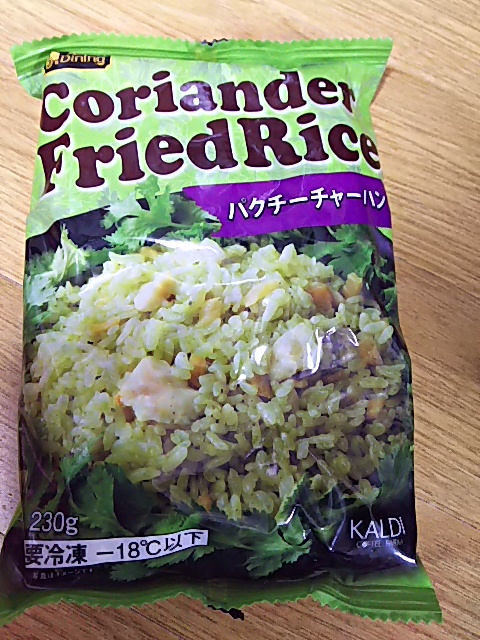 Dining
Coriander
FriedRice
パクチーチャーハン
230g
要冷凍 −18℃以下
KALDI
COFFEE FARM